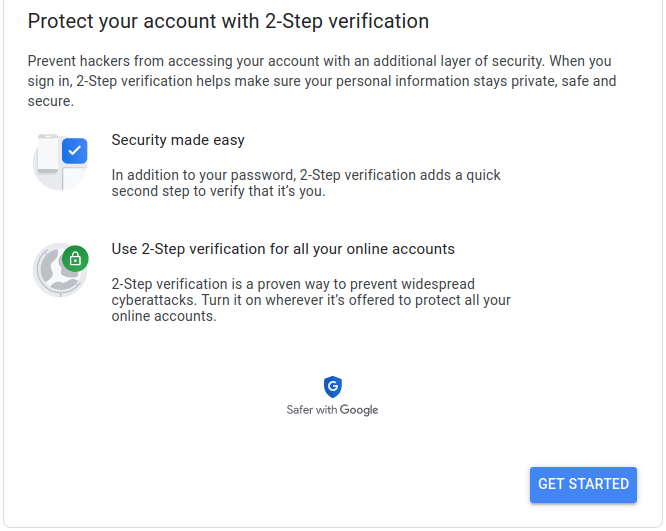 Protect your account with 2-Step verification
Prevent hackers from accessing your account with an additional layer of security. When you
sign in, 2-Step verification helps make sure your personal information stays private, safe and
secure.
Security made easy
In addition to your password, 2-Step verification adds a quick
second step to verify that it’s you.
Use 2-Step verification for all your online accounts
2-Step verification is a proven way to prevent widespread
cyberattacks. Turn it on wherever it’s offered to protect all your
online accounts.
G
Safer with Google
GET STARTED